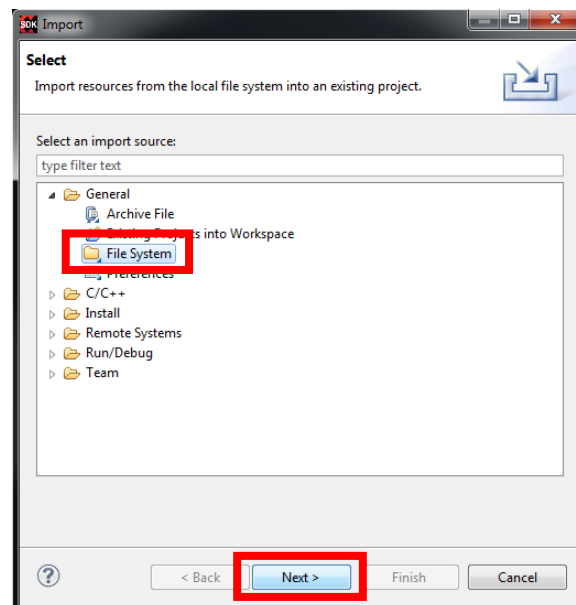 SDK Import
Select
Import resources from the local file system into an existing project.
Select an import source:
type filter text
General
Archive File
Existing Projects into Workspace
File System
Preferences
C/C++
Install
Remote Systems
Run/Debug
Team
? < Back Next > Finish Cancel